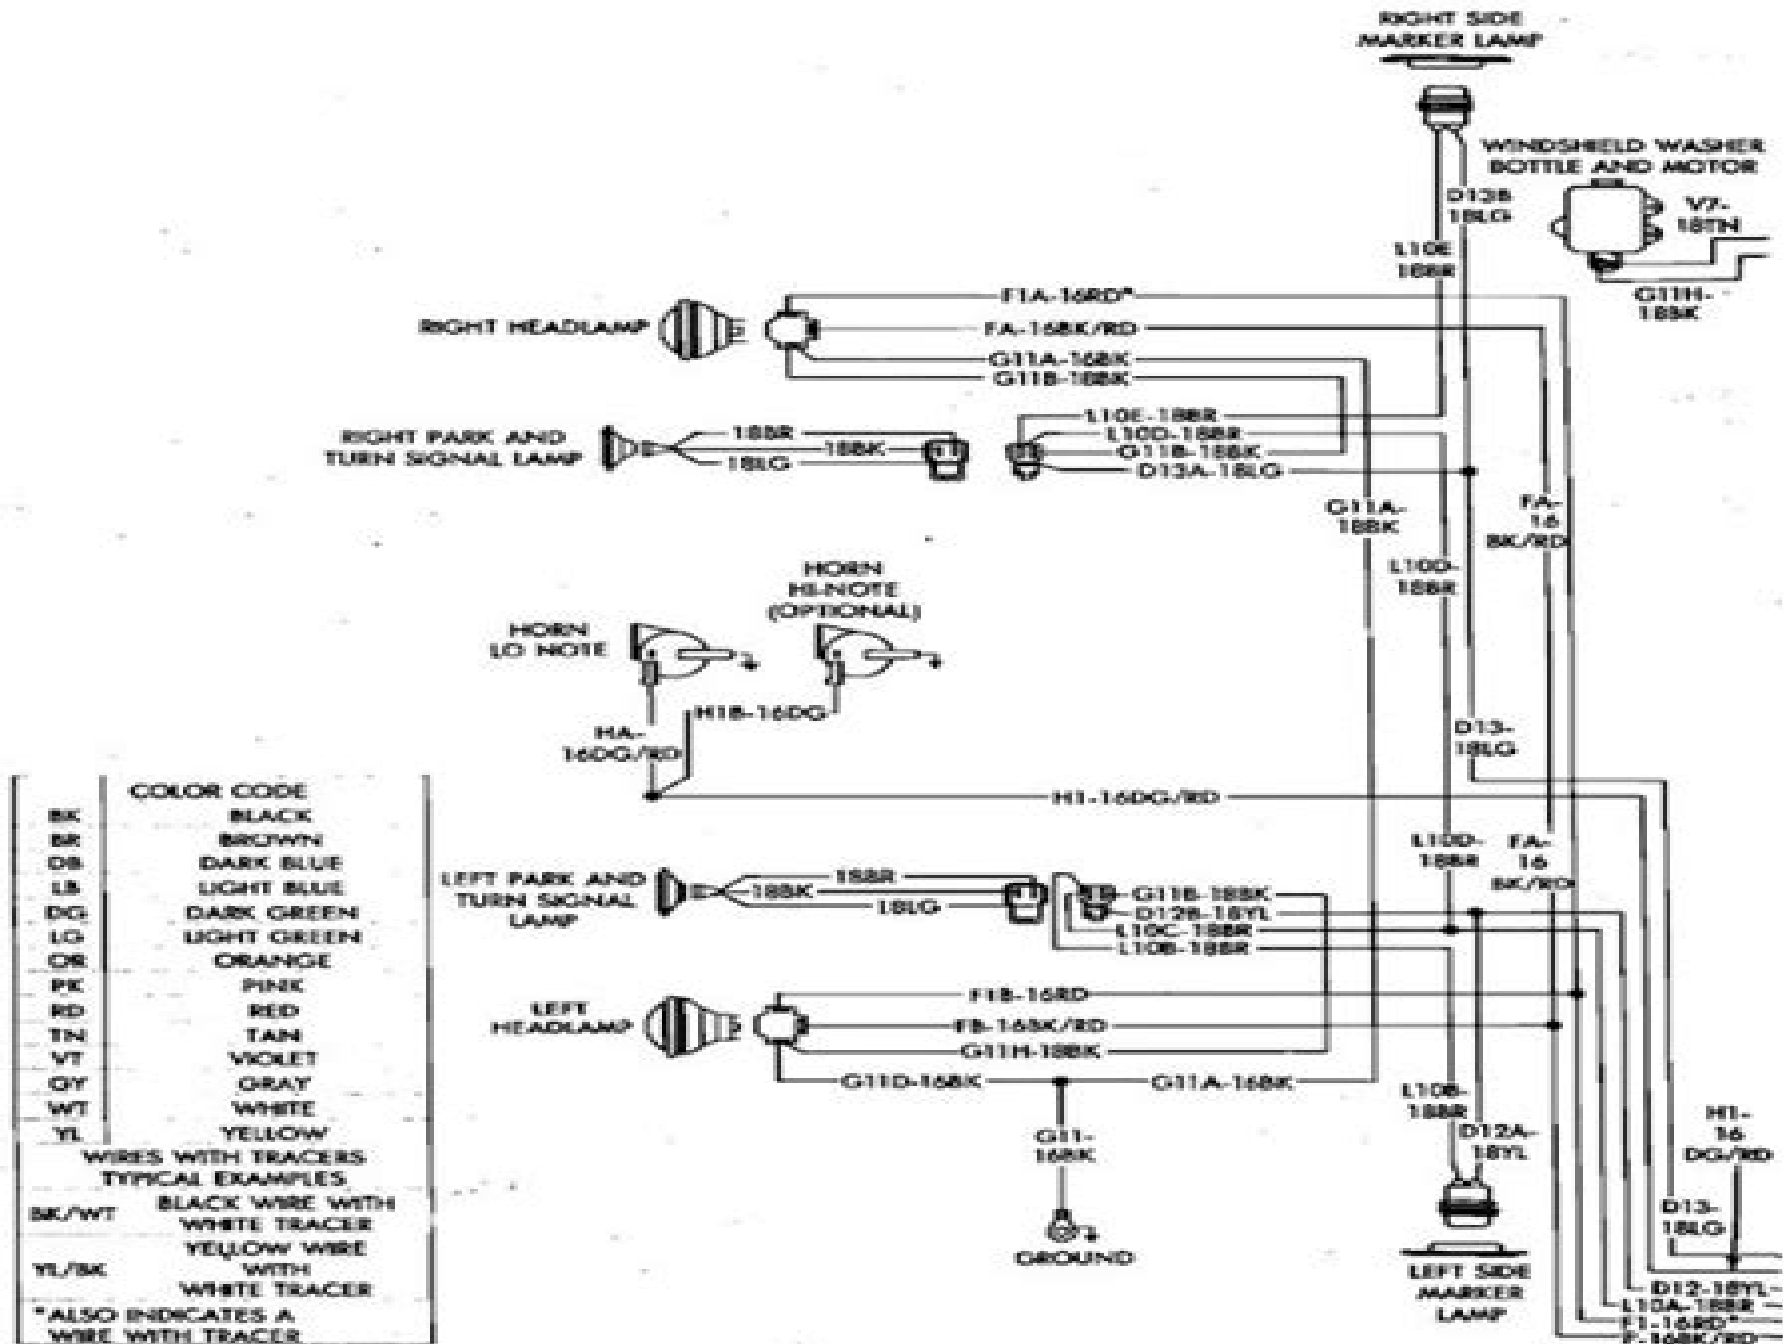 RIGHT SIDE
MARKER LAMP
WINDSHIELD WASHER
BOTTLE AND MOTOR
D13B
18LG
V7-
18TN
L10E
18BR
G11H-
18BK
F1A-16RD*
RIGHT HEADLAMP
FA-16BK/RD
G11A-16BK
G11B-18BK
L10E-18BR
RIGHT PARK AND
TURN SIGNAL LAMP
18BR
18BK
18LG
L10D-18BR
G11B-18BK
D13A-18LG
G11A-
18BK
FA-
16
BK/RD
L10D-
18BR
HORN
HI-NOTE
(OPTIONAL)
HORN
LO NOTE
H1B-16DG
HA-
16DG/RD
D13-
18LG
H1-16DG/RD
L10D-
18BR
FA-
16
BK/RD
LEFT PARK AND
TURN SIGNAL
LAMP
18BR
18BK
18LG
G11B-18BK
D12B-18YL
L10C-18BR
L10B-18BR
F1B-16RD
LEFT
HEADLAMP
FB-16BK/RD
G11H-18BK
G11D-16BK
G11A-16BK
L10B-
18BR
D12A-
18YL
G11-
16BK
GROUND
H1-
16
DG/RD
D13-
18LG
LEFT SIDE
MARKER
LAMP
D12-18YL-
L10A-18BR
F1-16RD*
F-16BK/RD
COLOR CODE
BK BLACK
BR BROWN
DB DARK BLUE
LB LIGHT BLUE
DG DARK GREEN
LG LIGHT GREEN
OR ORANGE
PK PINK
RD RED
TN TAN
VT VIOLET
GY GRAY
WT WHITE
YL YELLOW
WIRES WITH TRACERS
TYPICAL EXAMPLES
BK/WT BLACK WIRE WITH
WHITE TRACER
YL/BK YELLOW WIRE
WITH
WHITE TRACER
*ALSO INDICATES A
WIRE WITH TRACER